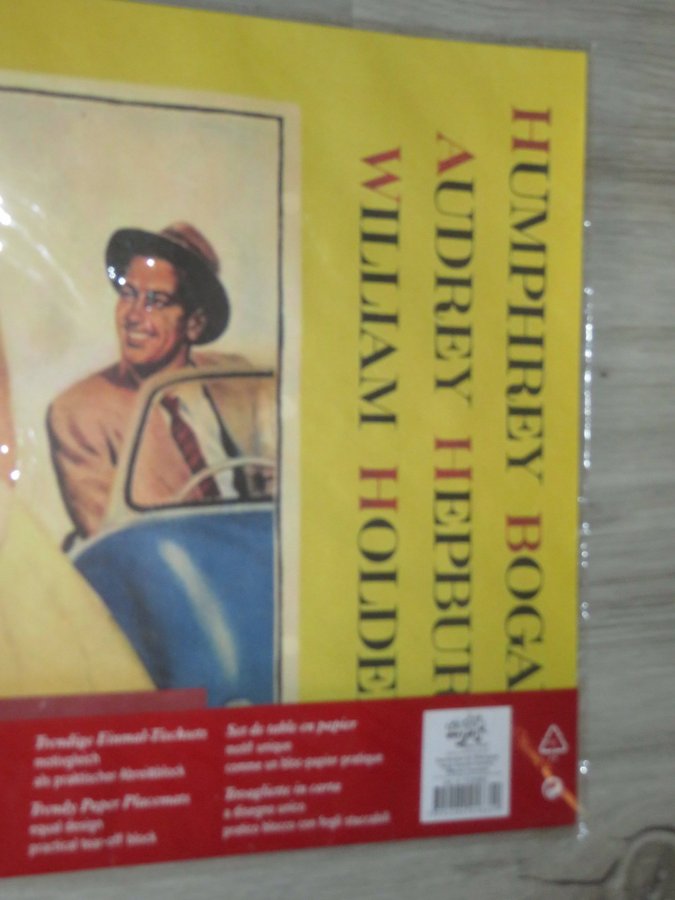 HUMPHREY BOGA
AUDREY HEPBUR
WILLIAM HOLDE
Trendige Einmal-Tischsets
motivgleich
als praktischer Abreißblock
Trendy Paper Placemats
equal design
practical tear-off block
Set de table en papier
motif unique
comme un bloc papier pratique
Tovagliette in carta
a disegno unico
pratico blocco con fogli staccabili